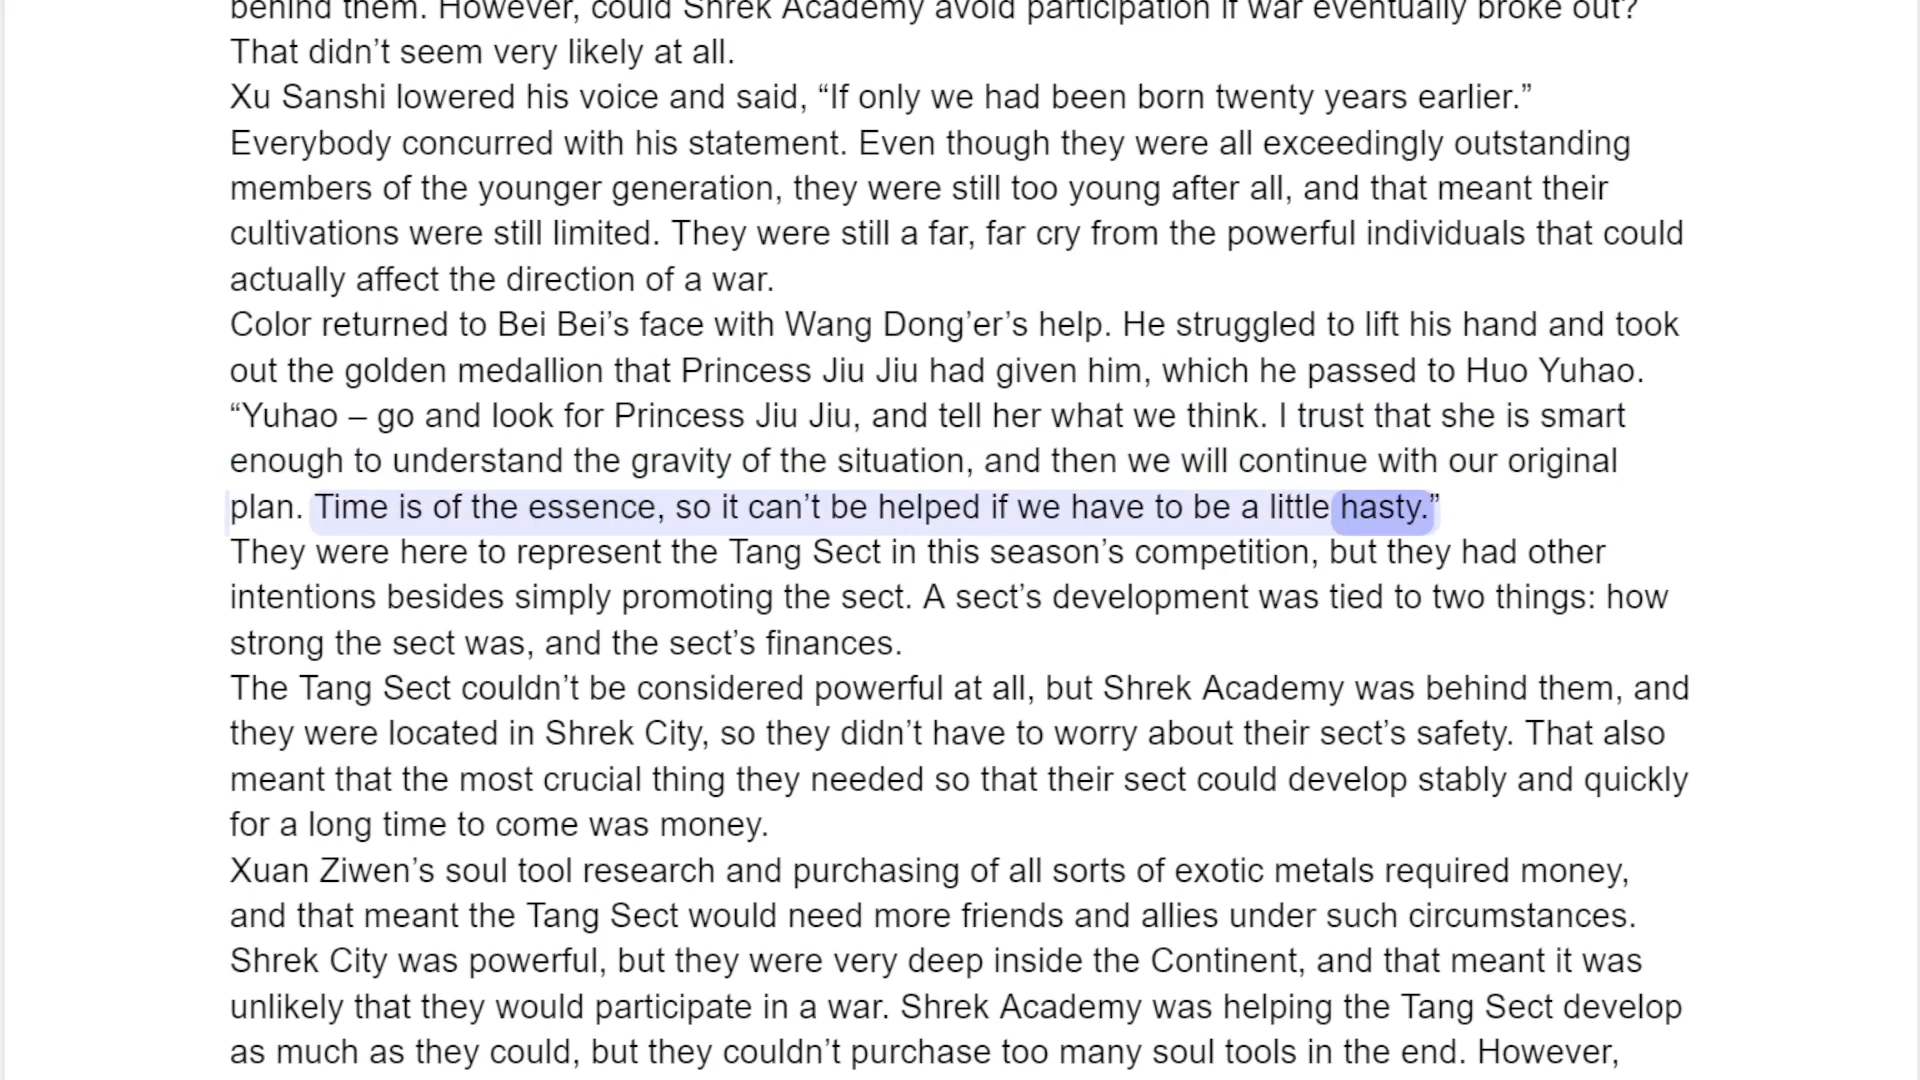 behind them. However, could Shrek Academy avoid participation if war eventually broke out?
That didn’t seem very likely at all.
Xu Sanshi lowered his voice and said, “If only we had been born twenty years earlier.”
Everybody concurred with his statement. Even though they were all exceedingly outstanding
members of the younger generation, they were still too young after all, and that meant their
cultivations were still limited. They were still a far, far cry from the powerful individuals that could
actually affect the direction of a war.
Color returned to Bei Bei’s face with Wang Dong’er’s help. He struggled to lift his hand and took
out the golden medallion that Princess Jiu Jiu had given him, which he passed to Huo Yuhao.
“Yuhao – go and look for Princess Jiu Jiu, and tell her what we think. I trust that she is smart
enough to understand the gravity of the situation, and then we will continue with our original
plan. Time is of the essence, so it can’t be helped if we have to be a little hasty.”
They were here to represent the Tang Sect in this season’s competition, but they had other
intentions besides simply promoting the sect. A sect’s development was tied to two things: how
strong the sect was, and the sect’s finances.
The Tang Sect couldn’t be considered powerful at all, but Shrek Academy was behind them, and
they were located in Shrek City, so they didn’t have to worry about their sect’s safety. That also
meant that the most crucial thing they needed so that their sect could develop stably and quickly
for a long time to come was money.
Xuan Ziwen’s soul tool research and purchasing of all sorts of exotic metals required money,
and that meant the Tang Sect would need more friends and allies under such circumstances.
Shrek City was powerful, but they were very deep inside the Continent, and that meant it was
unlikely that they would participate in a war. Shrek Academy was helping the Tang Sect develop
as much as they could, but they couldn’t purchase too many soul tools in the end. However,